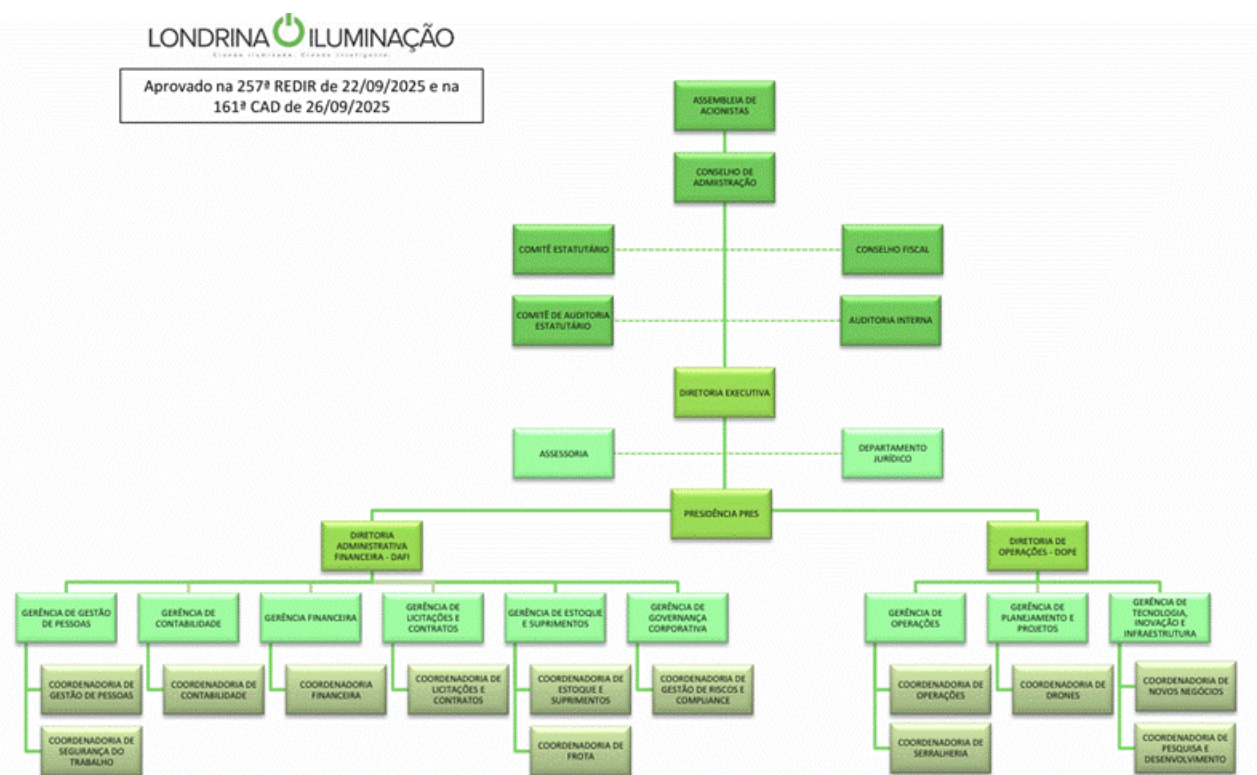 LONDRINA ILUMINAÇÃO
Cidade iluminada. Cidade inteligente.
Aprovado na 257ª REDIR de 22/09/2025 e na
161ª CAD de 26/09/2025
ASSEMBLEIA DE
ACIONISTAS
CONSELHO DE
ADMIISTRAÇÃO
COMITÊ ESTATUTÁRIO
CONSELHO FISCAL
COMITÊ DE AUDITORIA
ESTATUTÁRIO
AUDITORIA INTERNA
DIRETORIA EXECUTIVA
ASSESSORIA
DEPARTAMENTO
JURÍDICO
PRESIDÊNCIA PRES
DIRETORIA
ADMINISTRATIVA
FINANCEIRA - DAFI
DIRETORIA DE
OPERAÇÕES - DOPE
GERÊNCIA DE GESTÃO
DE PESSOAS
GERÊNCIA DE
CONTABILIDADE
GERÊNCIA FINANCEIRA
GERÊNCIA DE
LICITAÇÕES E
CONTRATOS
GERÊNCIA DE ESTOQUE
E SUPRIMENTOS
GERÊNCIA DE
GOVERNANÇA
CORPORATIVA
GERÊNCIA DE
OPERAÇÕES
GERÊNCIA DE
PLANEJAMENTO E
PROJETOS
GERÊNCIA DE
TECNOLOGIA,
INOVAÇÃO E
INFRAESTRUTURA
COORDENADORIA DE
GESTÃO DE PESSOAS
COORDENADORIA DE
CONTABILIDADE
COORDENADORIA
FINANCEIRA
COORDENADORIA DE
LICITAÇÕES E
CONTRATOS
COORDENADORIA DE
ESTOQUE E
SUPRIMENTOS
COORDENADORIA DE
GESTÃO DE RISCOS E
COMPLIANCE
COORDENADORIA DE
OPERAÇÕES
COORDENADORIA DE
DRONES
COORDENADORIA DE
NOVOS NEGÓCIOS
COORDENADORIA DE
SEGURANÇA DO
TRABALHO
COORDENADORIA DE
FROTA
COORDENADORIA DE
SERRALHERIA
COORDENADORIA DE
PESQUISA E
DESENVOLVIMENTO